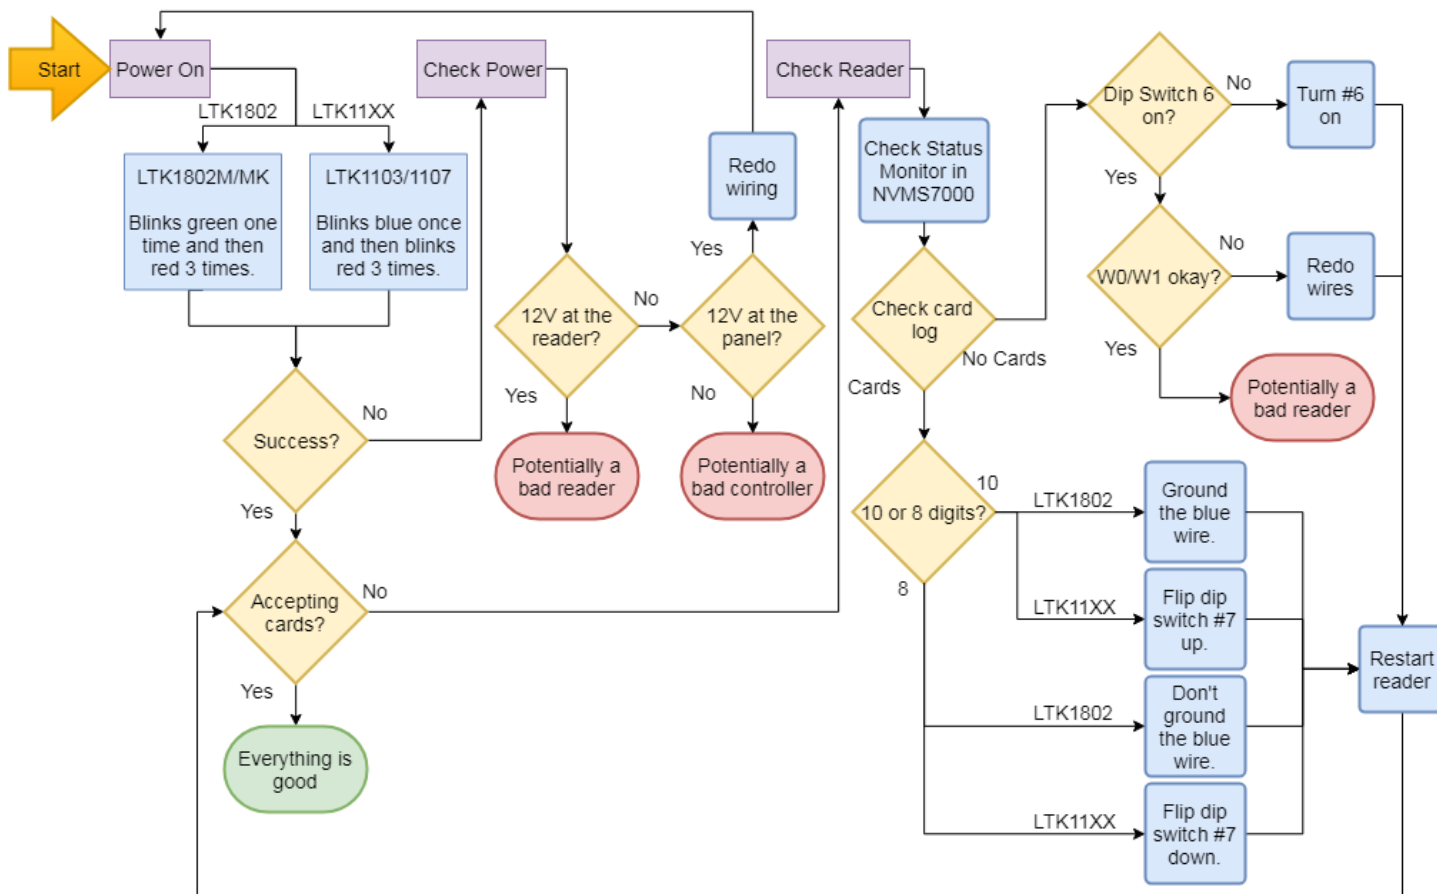 Start
Power On
LTK1802
LTK11XX
LTK1802M/MK
Blinks green one
time and then
red 3 times.
LTK1103/1107
Blinks blue once
and then blinks
red 3 times.
Success?
No
Yes
Accepting
cards?
No
Yes
Everything is
good
Check Power
12V at the
reader?
No
Yes
Potentially a
bad reader
12V at the
panel?
Yes
No
Redo
wiring
Potentially a
bad controller
Check Reader
Check Status
Monitor in
NVMS7000
Check card
log
No Cards
Cards
10 or 8 digits?
10
8
LTK1802
Ground
the blue
wire.
LTK11XX
Flip dip
switch #7
up.
LTK1802
Don't
ground
the blue
wire.
LTK11XX
Flip dip
switch #7
down.
Dip Switch 6
on?
No
Turn #6
on
Yes
W0/W1 okay?
No
Redo
wires
Yes
Potentially a
bad reader
Restart
reader